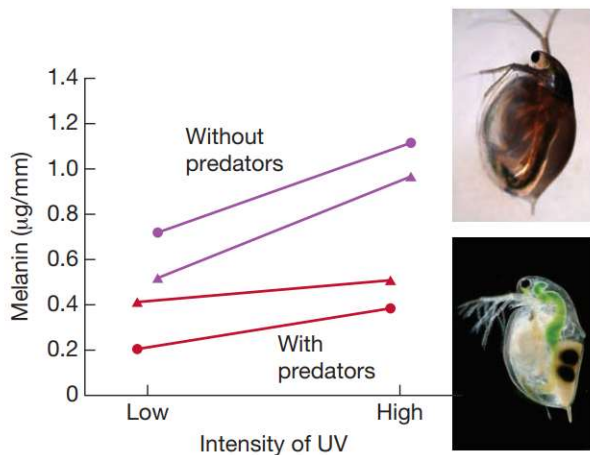 1.4
1.2
1.0
0.8
0.6
0.4
0.2
0
Melanin (µg/mm)
Without
predators
With
predators
Low
High
Intensity of UV